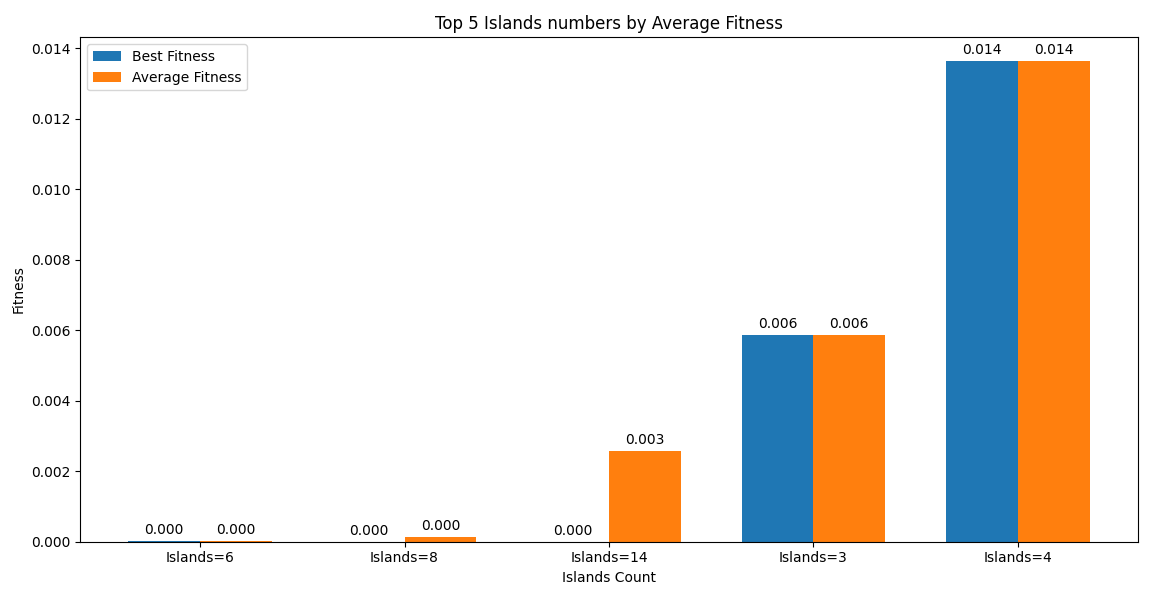 Top 5 Islands numbers by Average Fitness
Best Fitness
Average Fitness
0.014
0.012
0.010
0.008
0.006
0.004
0.002
0.000
Fitness
0.000 0.000
0.000 0.000
0.000 0.003
0.006 0.006
0.014 0.014
Islands=6 Islands=8 Islands=14 Islands=3 Islands=4
Islands Count